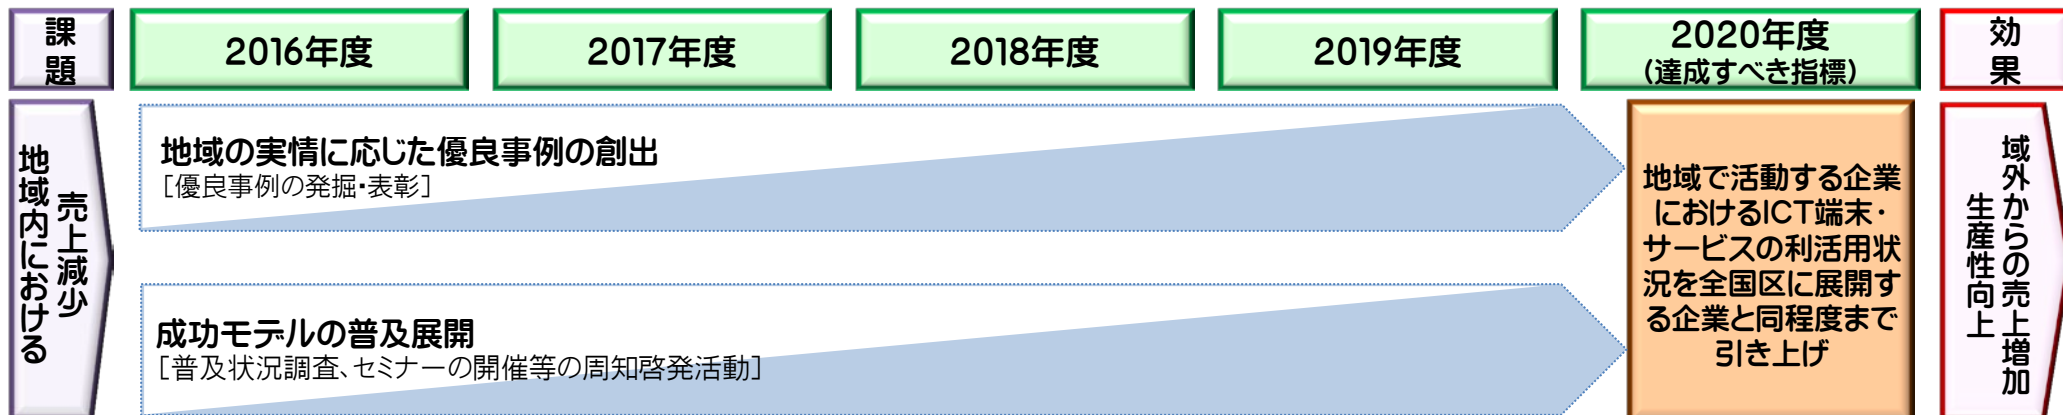 課
題
2016年度
2017年度
2018年度
2019年度
2020年度
(達成すべき指標)
効
果
地域内における
売上減少
地域の実情に応じた優良事例の創出
[優良事例の発掘・表彰]
成功モデルの普及展開
[普及状況調査、セミナーの開催等の周知啓発活動]
地域で活動する企業
におけるICT端末・
サービスの利活用状
況を全国区に展開す
る企業と同程度まで
引き上げ
域外からの売上増加
生産性向上